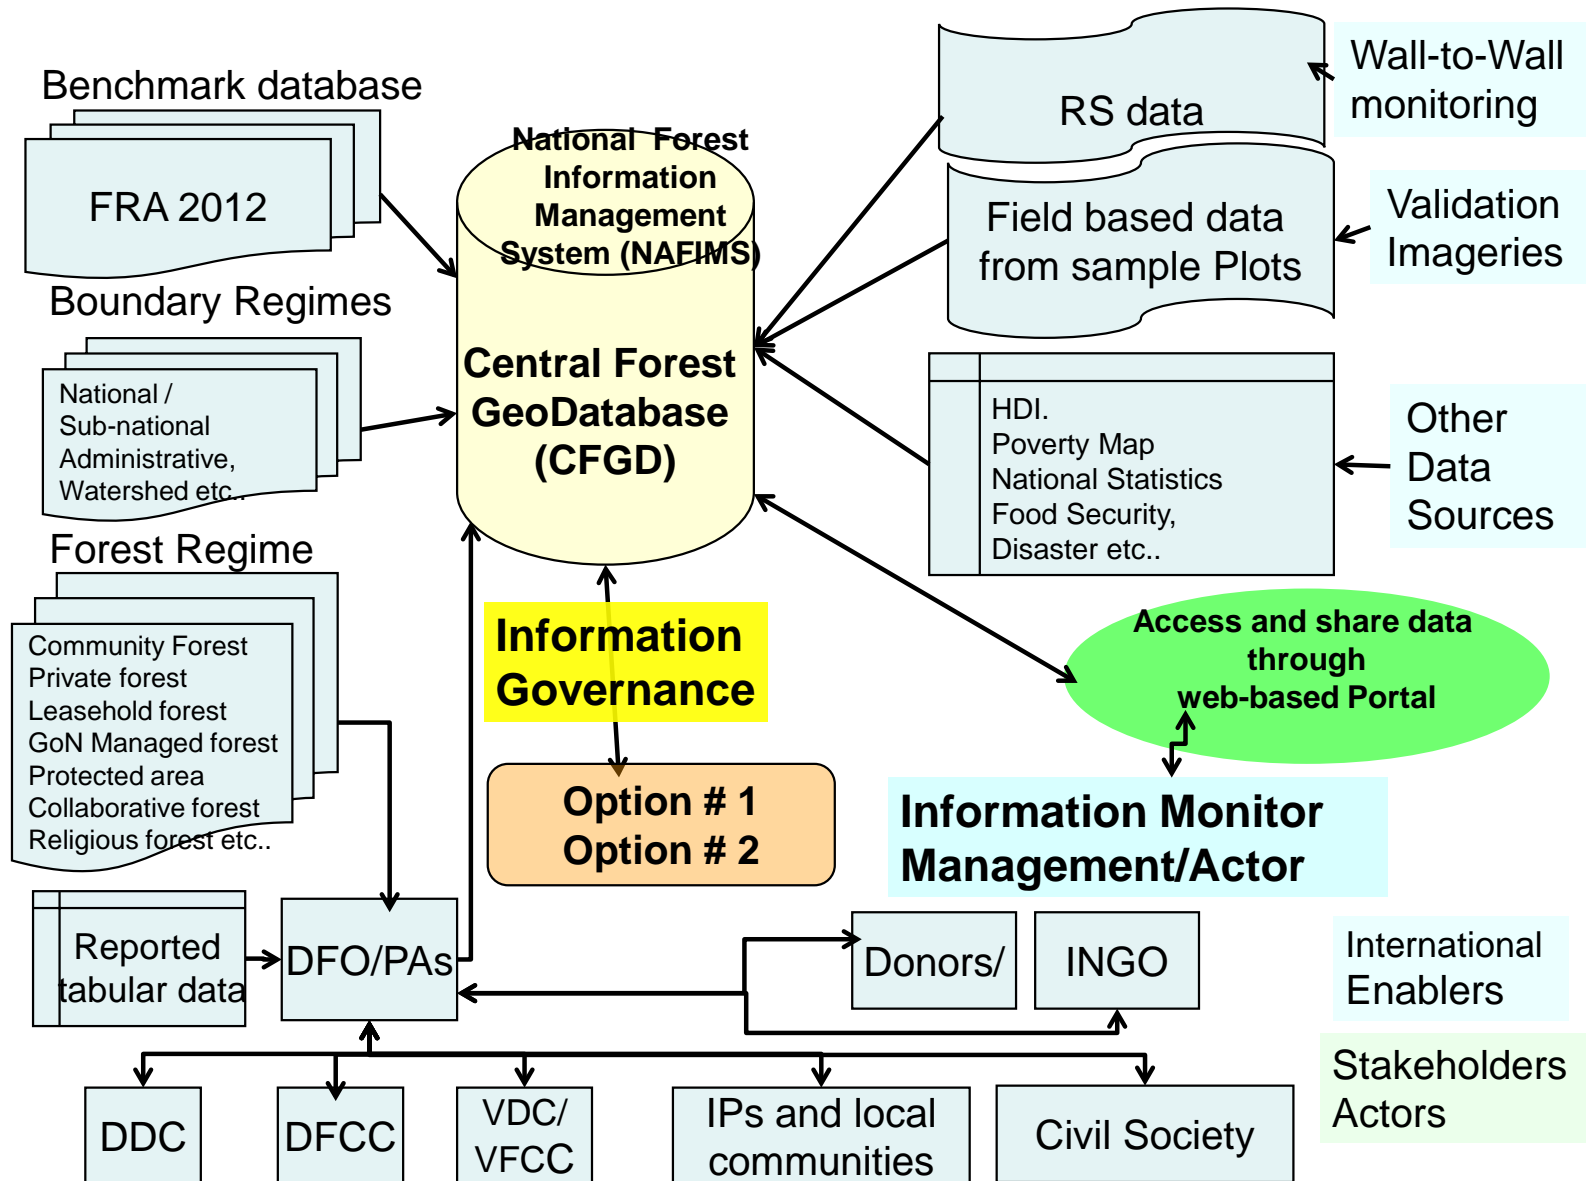 Benchmark database
FRA 2012
Boundary Regimes
National /
Sub-national
Administrative,
Watershed etc..
Forest Regime
Community Forest
Private forest
Leasehold forest
GoN Managed forest
Protected area
Collaborative forest
Religious forest etc..
Reported
tabular data
DFO/PAs
National Forest
Information
Management
System (NAFIMS)
Central Forest
GeoDatabase
(CFGD)
Information
Governance
Option # 1
Option # 2
RS data
Wall-to-Wall
monitoring
Field based data
from sample Plots
Validation
Imageries
HDI.
Poverty Map
National Statistics
Food Security,
Disaster etc..
Other
Data
Sources
Access and share data
through
web-based Portal
Information Monitor
Management/Actor
Donors/
INGO
International
Enablers
Stakeholders
Actors
DDC
DFCC
VDC/
VFCC
IPs and local
communities
Civil Society